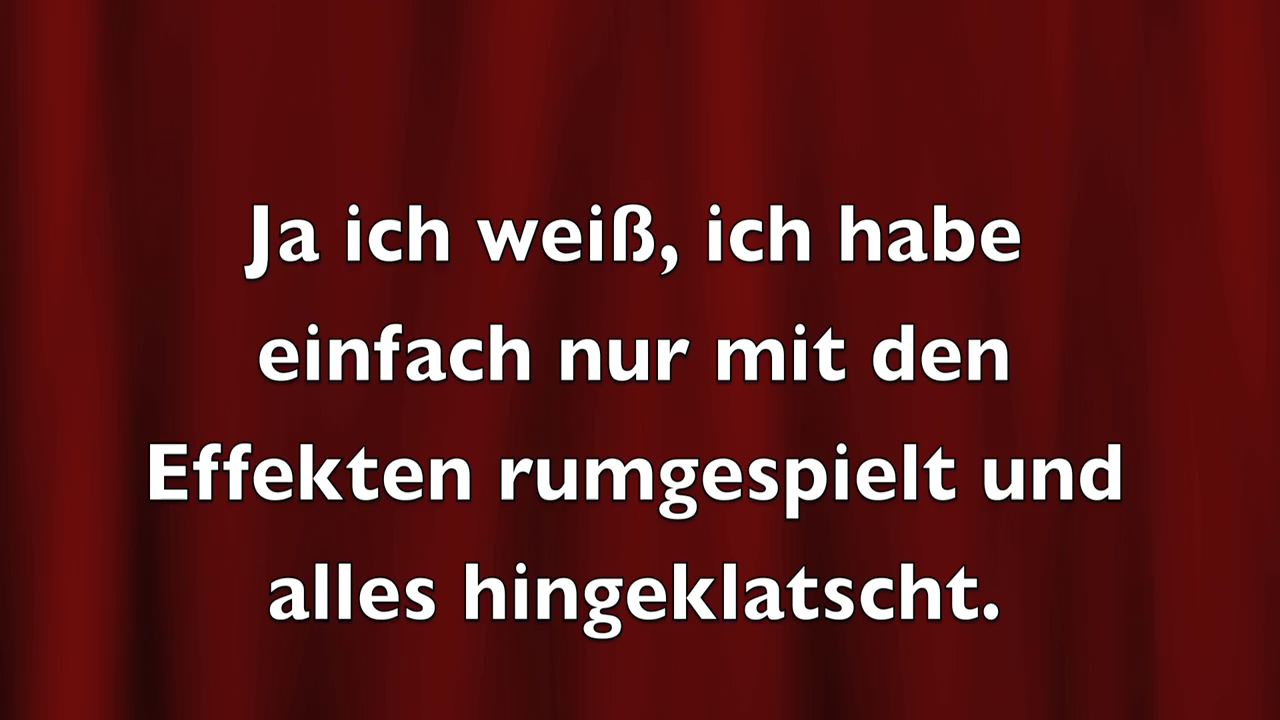 Ja ich weiß, ich habe
einfach nur mit den
Effekten rumgespielt und
alles hingeklatscht.